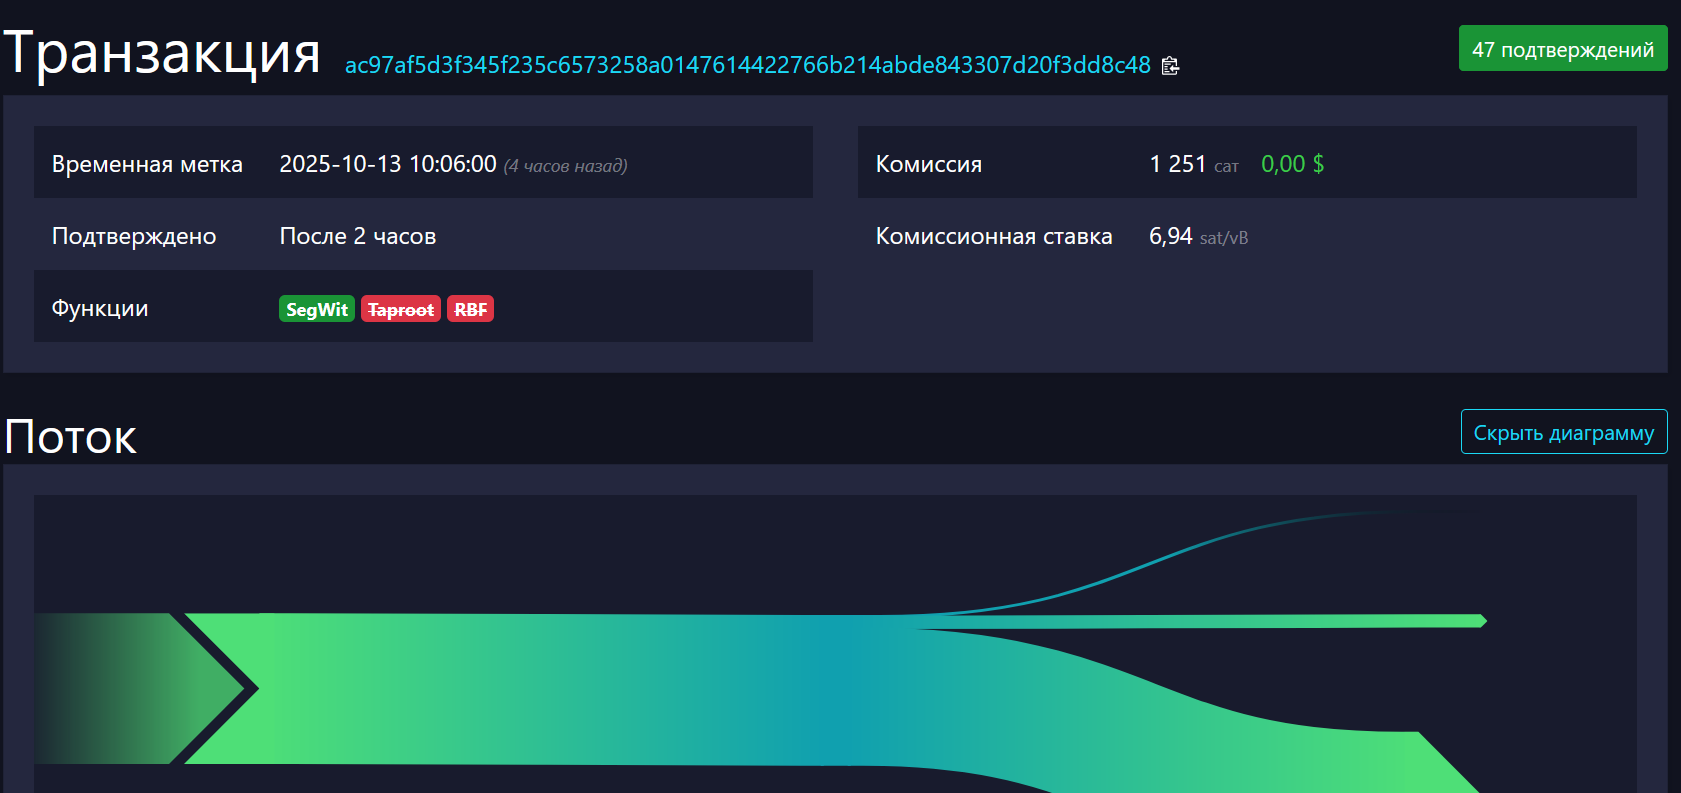 Транзакция ac97af5d3f345f235c6573258a0147614422766b214abde843307d20f3dd8c48 47 подтверждений
Временная метка 2025-10-13 10:06:00 (4 часов назад)
Комиссия 1 251 сат 0,00 $
Подтверждено После 2 часов
Комиссионная ставка 6,94 sat/vB
Функции SegWit Taproot RBF
Поток Скрыть диаграмму